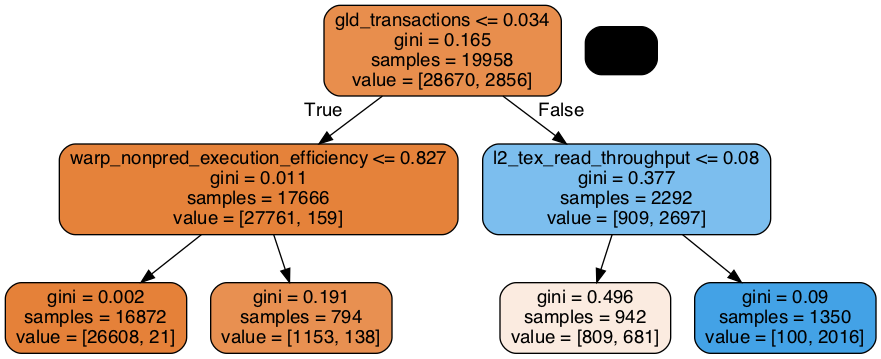 gld_transactions <= 0.034
gini = 0.165
samples = 19958
value = [28670, 2856]
True
False
warp_nonpred_execution_efficiency <= 0.827
gini = 0.011
samples = 17666
value = [27761, 159]
l2_tex_read_throughput <= 0.08
gini = 0.377
samples = 2292
value = [909, 2697]
gini = 0.002
samples = 16872
value = [26608, 21]
gini = 0.191
samples = 794
value = [1153, 138]
gini = 0.496
samples = 942
value = [809, 681]
gini = 0.09
samples = 1350
value = [100, 2016]